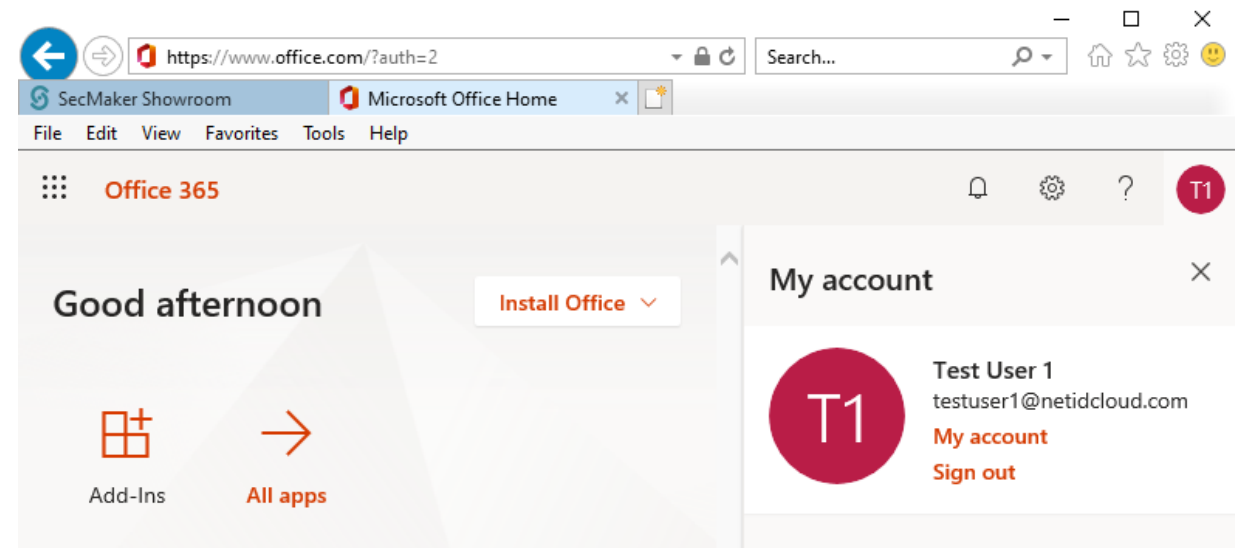 https://www.office.com/?auth=2
Search...
SecMaker Showroom
Microsoft Office Home
File Edit View Favorites Tools Help
Office 365
?
T1
Good afternoon
Install Office
My account
T1
Test User 1
testuser1@netidcloud.com
My account
Sign out
Add-Ins
All apps